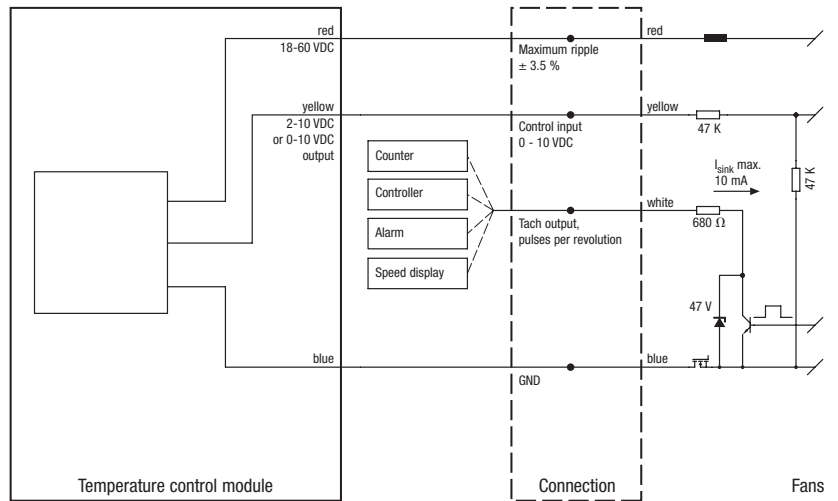 red
18-60 VDC
yellow
2-10 VDC
or 0-10 VDC
output
blue
Temperature control module
Counter
Controller
Alarm
Speed display
Maximum ripple
± 3.5 %
Control input
0 - 10 VDC
Tach output,
pulses per revolution
GND
Connection
red
yellow
47 K
I sink max.
10 mA
47 K
white
680 Ω
47 V
blue
Fans